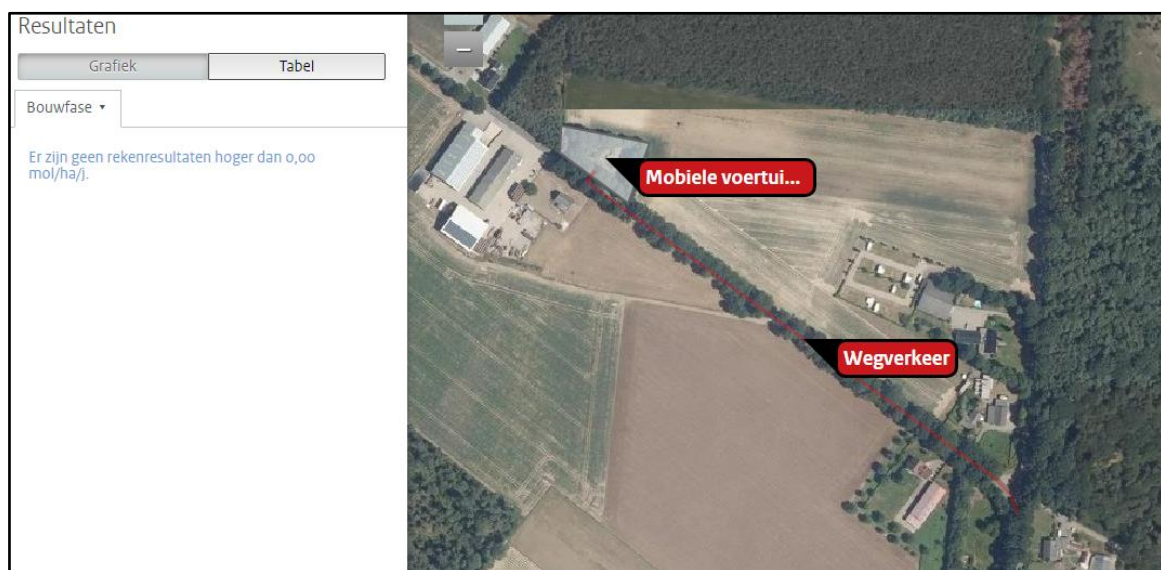 Resultaten
Grafiek
Tabel
Bouwfase
Er zijn geen rekenresultaten hoger dan 0,00
mol/ha/j.
Mobiele voertui...
Wegverkeer